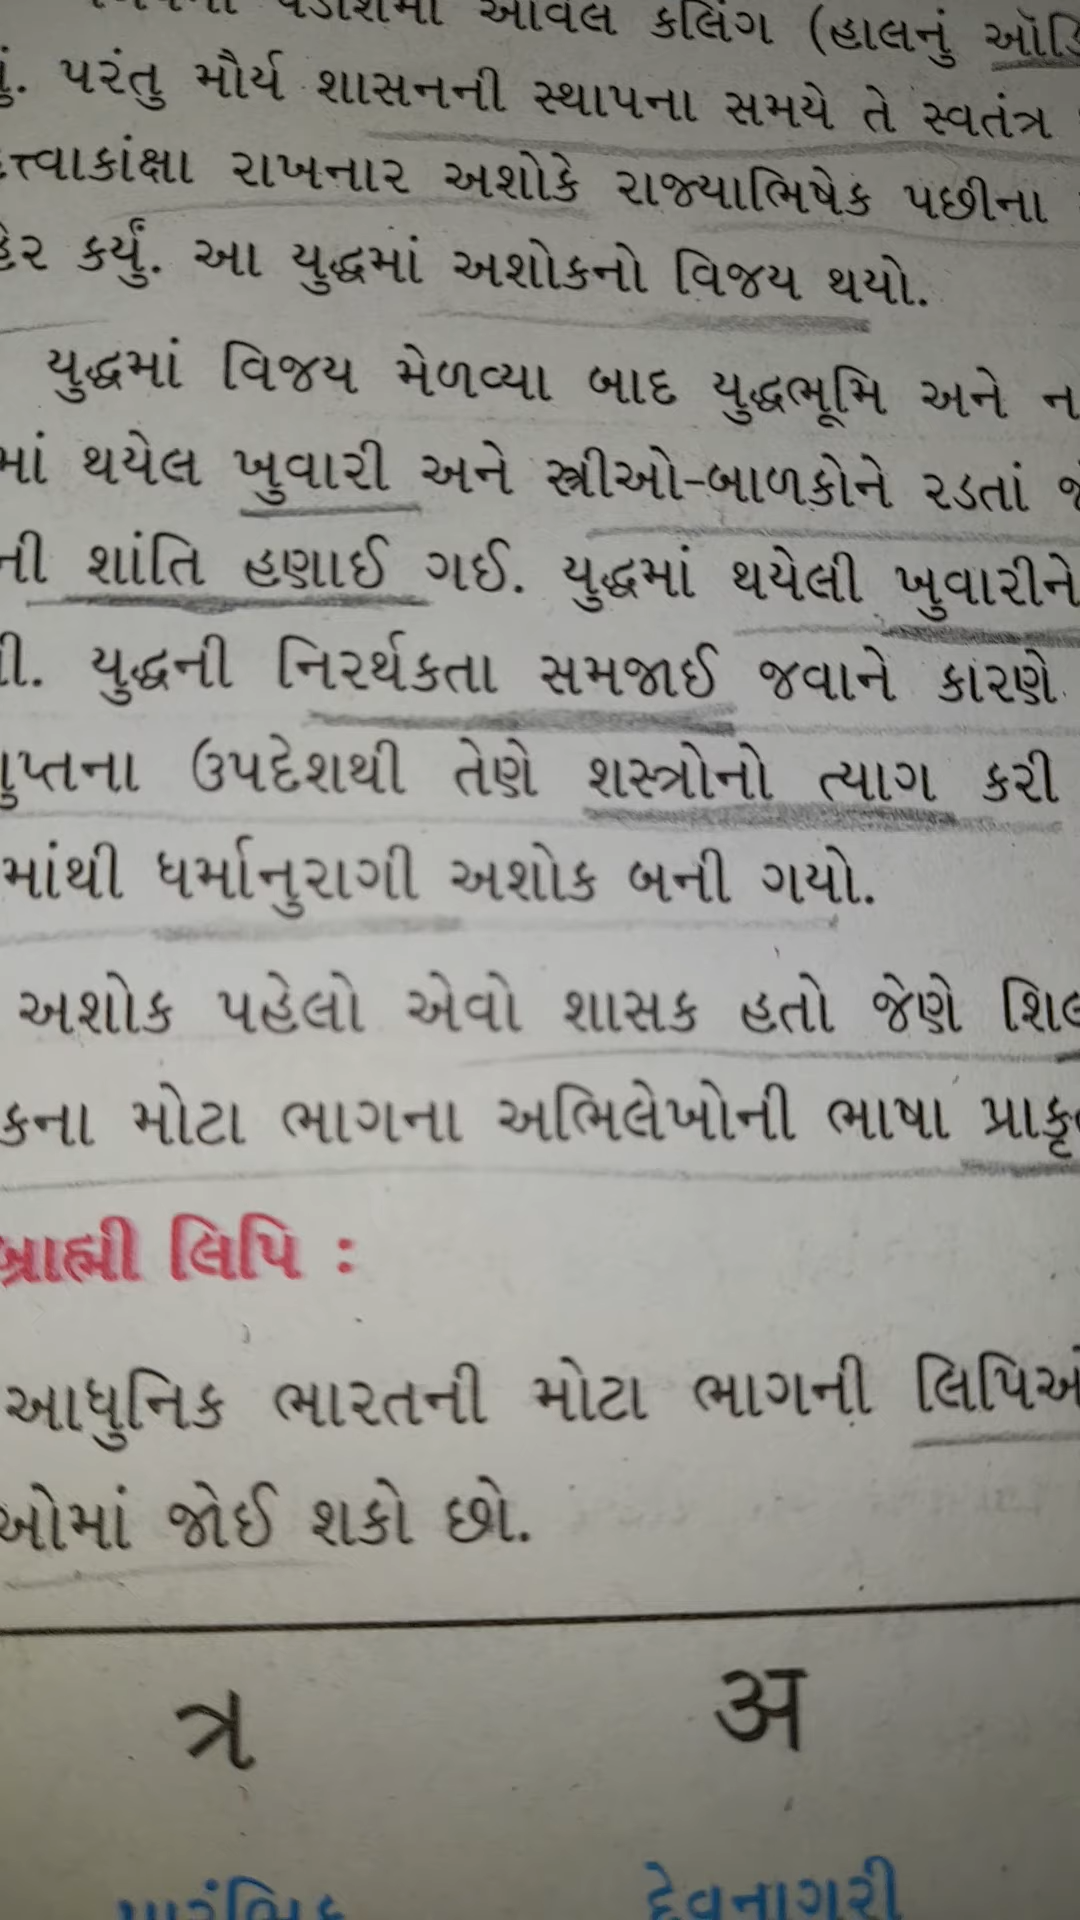 આવેલ કલિંગ (હાલનું ઑડિ
પરંતુ મૌર્ય શાસનની સ્થાપના સમયે તે સ્વતંત્ર
ત્ત્વાકાંક્ષા રાખનાર અશોકે રાજ્યાભિષેક પછીના
હેર કર્યું. આ યુદ્ધમાં અશોકનો વિજય થયો.
યુદ્ધમાં વિજય મેળવ્યા બાદ યુદ્ધભૂમિ અને ન
માં થયેલ ખુવારી અને સ્ત્રીઓ-બાળકોને રડતાં
ની શાંતિ હણાઈ ગઈ. યુદ્ધમાં થયેલી ખુવારીને
યુદ્ધની નિરર્થકતા સમજાઈ જવાને કારણે
ગુપ્તના ઉપદેશથી તેણે શસ્ત્રોનો ત્યાગ કરી
માંથી ધર્માનુરાગી અશોક બની ગયો.
અશોક પહેલો એવો શાસક હતો જેણે શિલ
કના મોટા ભાગના અભિલેખોની ભાષા પ્રાકૃ
બ્રાહ્મી લિપિ :
આધુનિક ભારતની મોટા ભાગની લિપિઓ
ઓમાં જોઈ શકો છો.
अ
દેવનાગરી